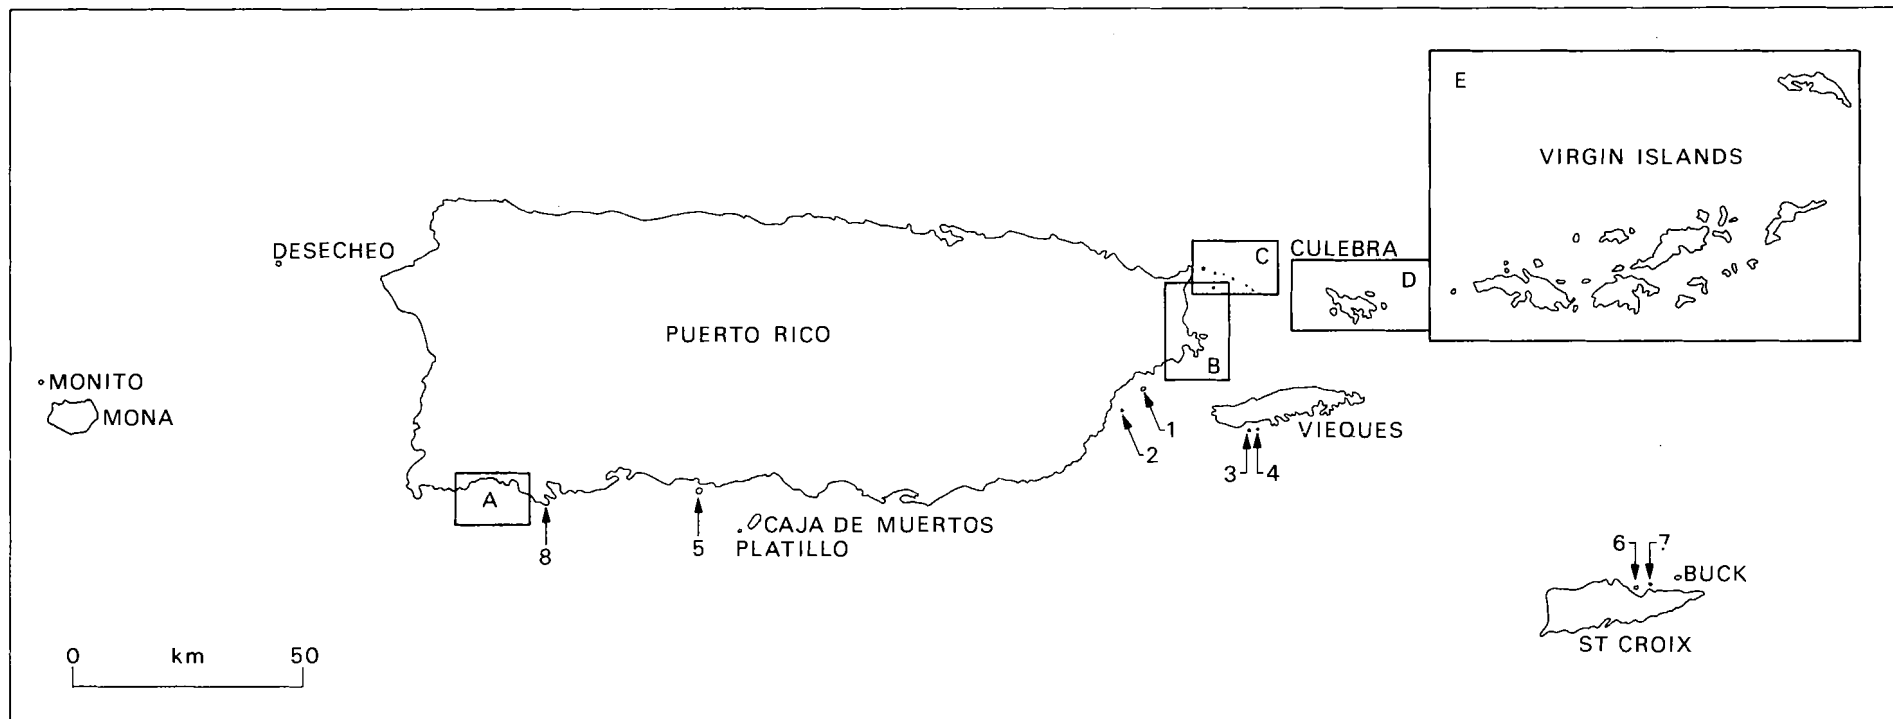 E
VIRGIN ISLANDS
DESECHEO
C
CULEBRA
D
PUERTO RICO
B
MONITO
MONA
1
2
VIEQUES
3
4
A
8
5
CAJA DE MUERTOS
PLATILLO
6
7
BUCK
ST CROIX
0 km 50